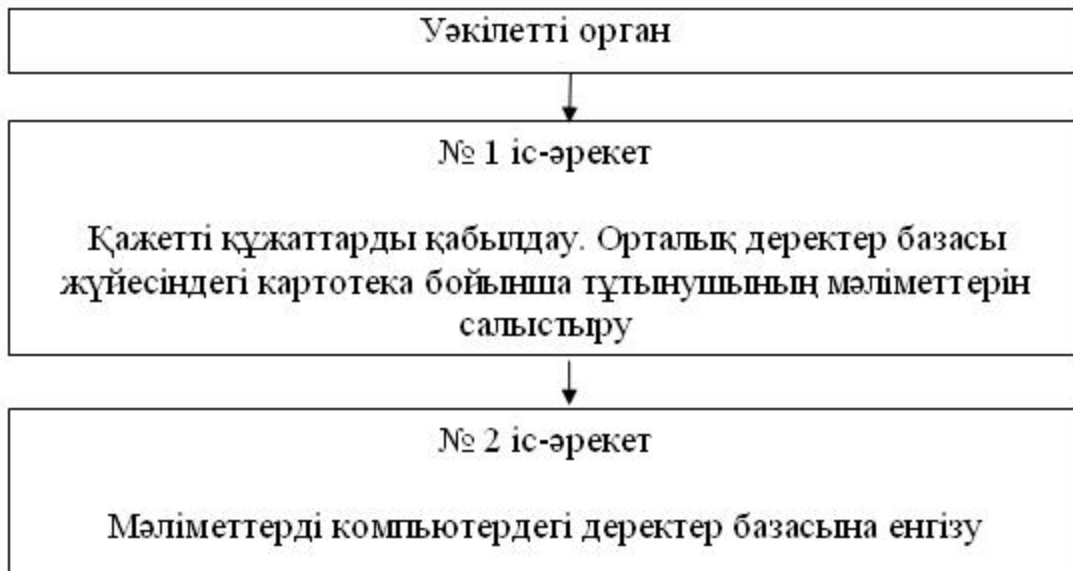 Уәкілетті орган
№ 1 іс-әрекет
Қажетті құжаттарды қабылдау. Орталық деректер базасы
жүйесіндегі картотека бойынша тұтынушының мәліметтерін
салыстыру
№ 2 іс-әрекет
Мәліметтерді компьютердегі деректер базасына енгізу